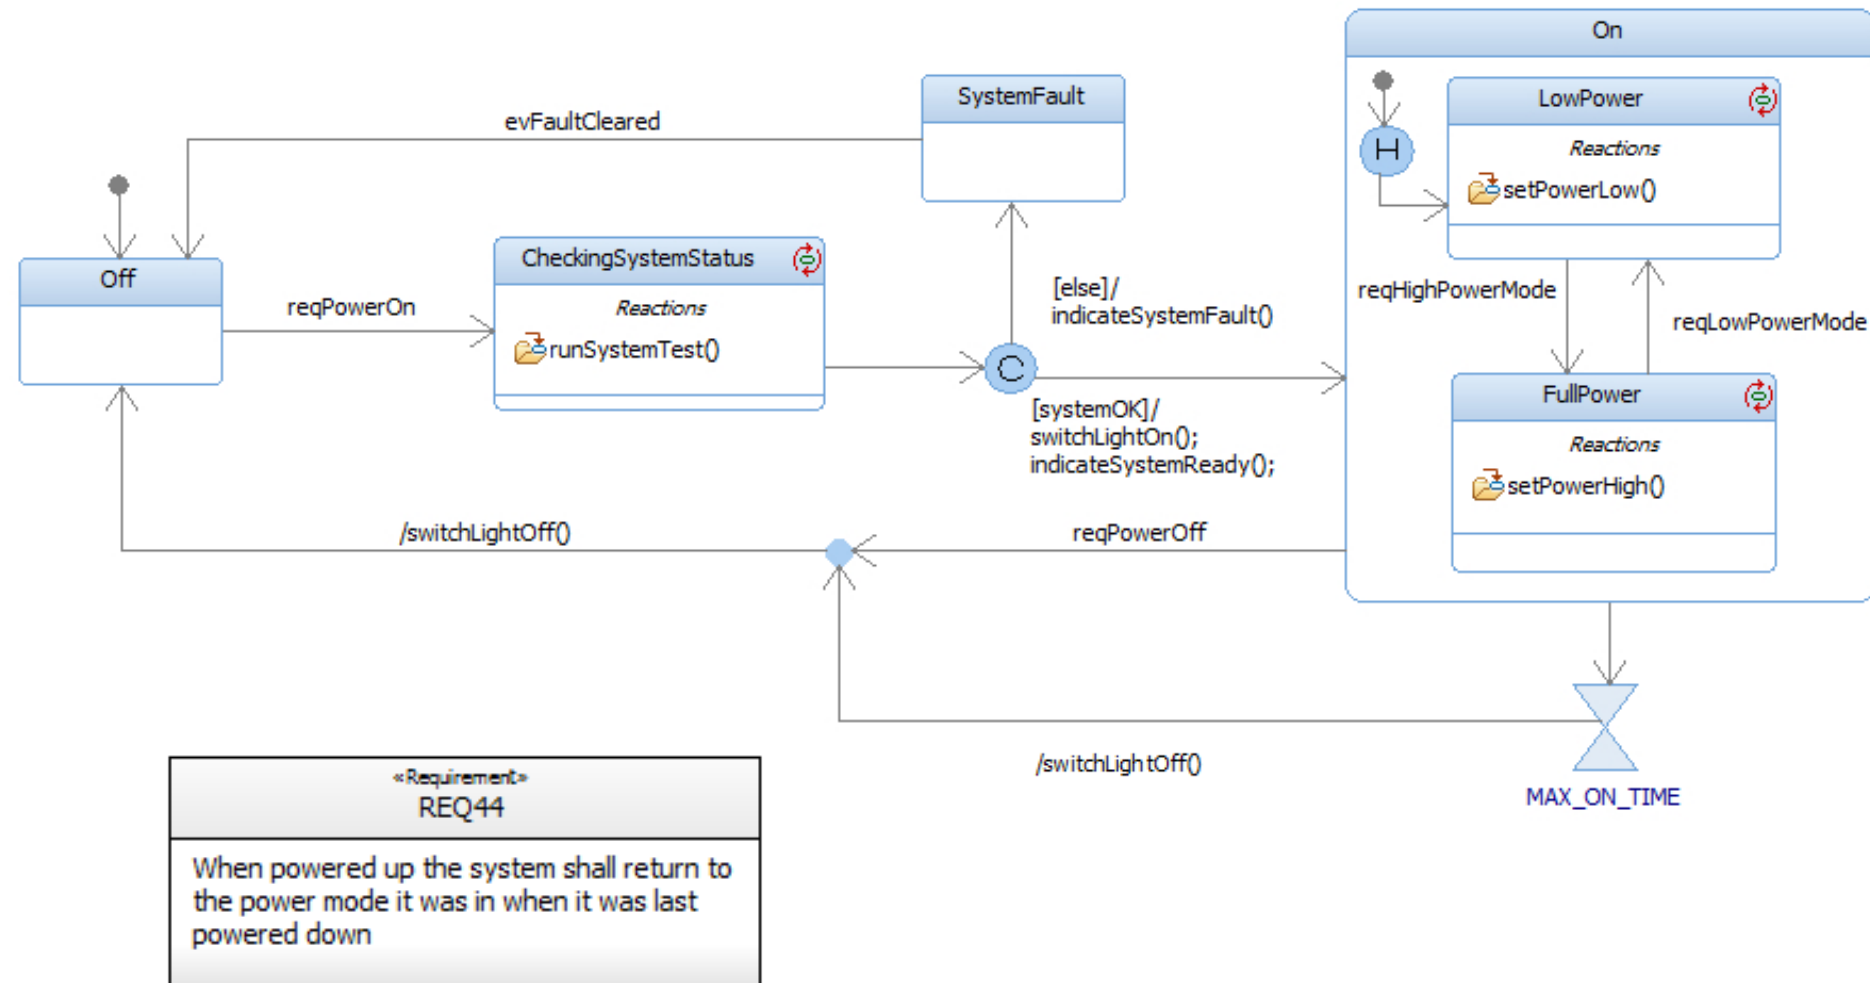 On
SystemFault
LowPower
evFaultCleared
H
Reactions
setPowerLow()
CheckingSystemStatus
Off
reqPowerOn
Reactions
runSystemTest()
[else]/
indicateSystemFault()
reqHighPowerMode
reqLowPowerMode
C
[systemOK]/
switchLightOn();
indicateSystemReady();
FullPower
Reactions
setPowerHigh()
/switchLightOff()
reqPowerOff
/switchLightOff()
MAX_ON_TIME
«Requirement»
REQ44
When powered up the system shall return to
the power mode it was in when it was last
powered down